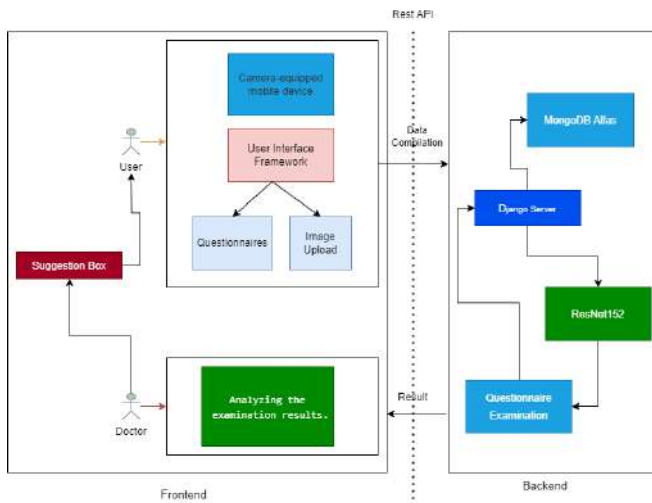 Rest API
Camera-equipped
mobile device
User Interface
Framework
Questionnaires
Image
Upload
User
Suggestion Box
Doctor
Analyzing the
examination results.
Frontend
Data
Compilation
Result
MongoDB Atlas
Django Server
ResNet152
Questionnaire
Examination
Backend